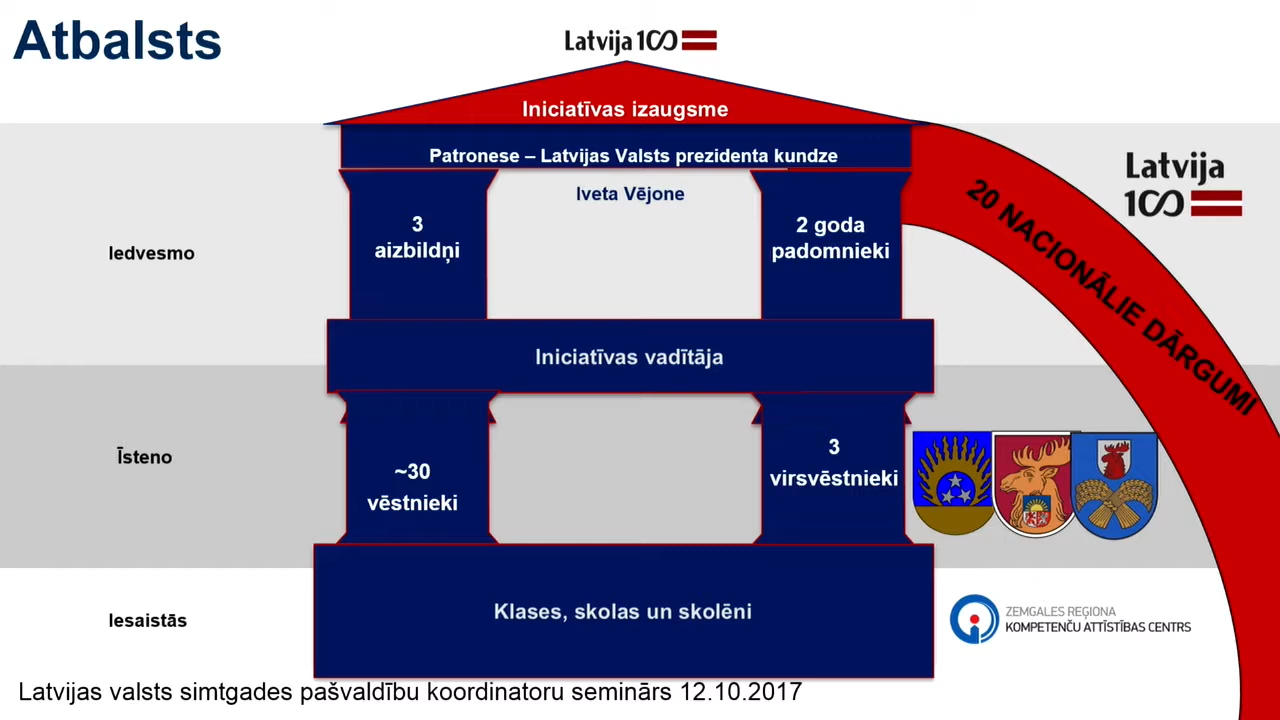 Atbalsts
Latvija 100
Iniciatīvas izaugsme
Patronese – Latvijas Valsts prezidenta kundze
Iveta Vējone
Latvija
100
20 NACIONĀLIE DĀRGUMI
Iedvesmo
3
aizbildņi
2 goda
padomnieki
Iniciatīvas vadītāja
Īsteno
~30
vēstnieki
3
virsvēstnieki
Iesaistās
Klases, skolas un skolēni
ZEMGALES REĢIONA
KOMPETENČU ATTĪSTĪBAS CENTRS
Latvijas valsts simtgades pašvaldību koordinatoru seminārs 12.10.2017